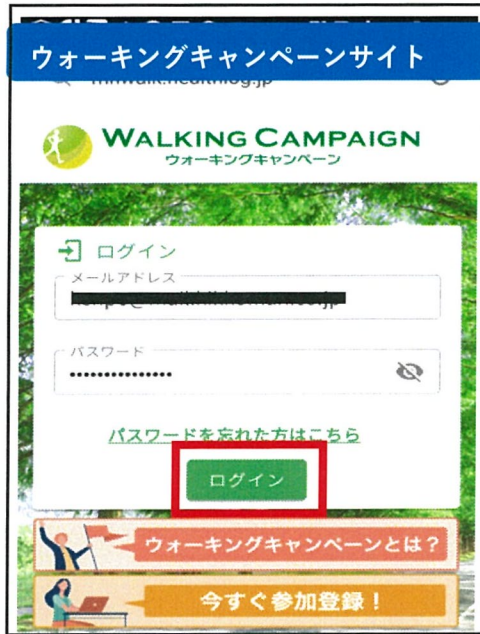 ウォーキングキャンペーンサイト
WALKING CAMPAIGN
ウォーキングキャンペーン
ログイン
メールアドレス
パスワード
•••••••••••••••
パスワードを忘れた方はこちら
ログイン
ウォーキングキャンペーンとは？
今すぐ参加登録！